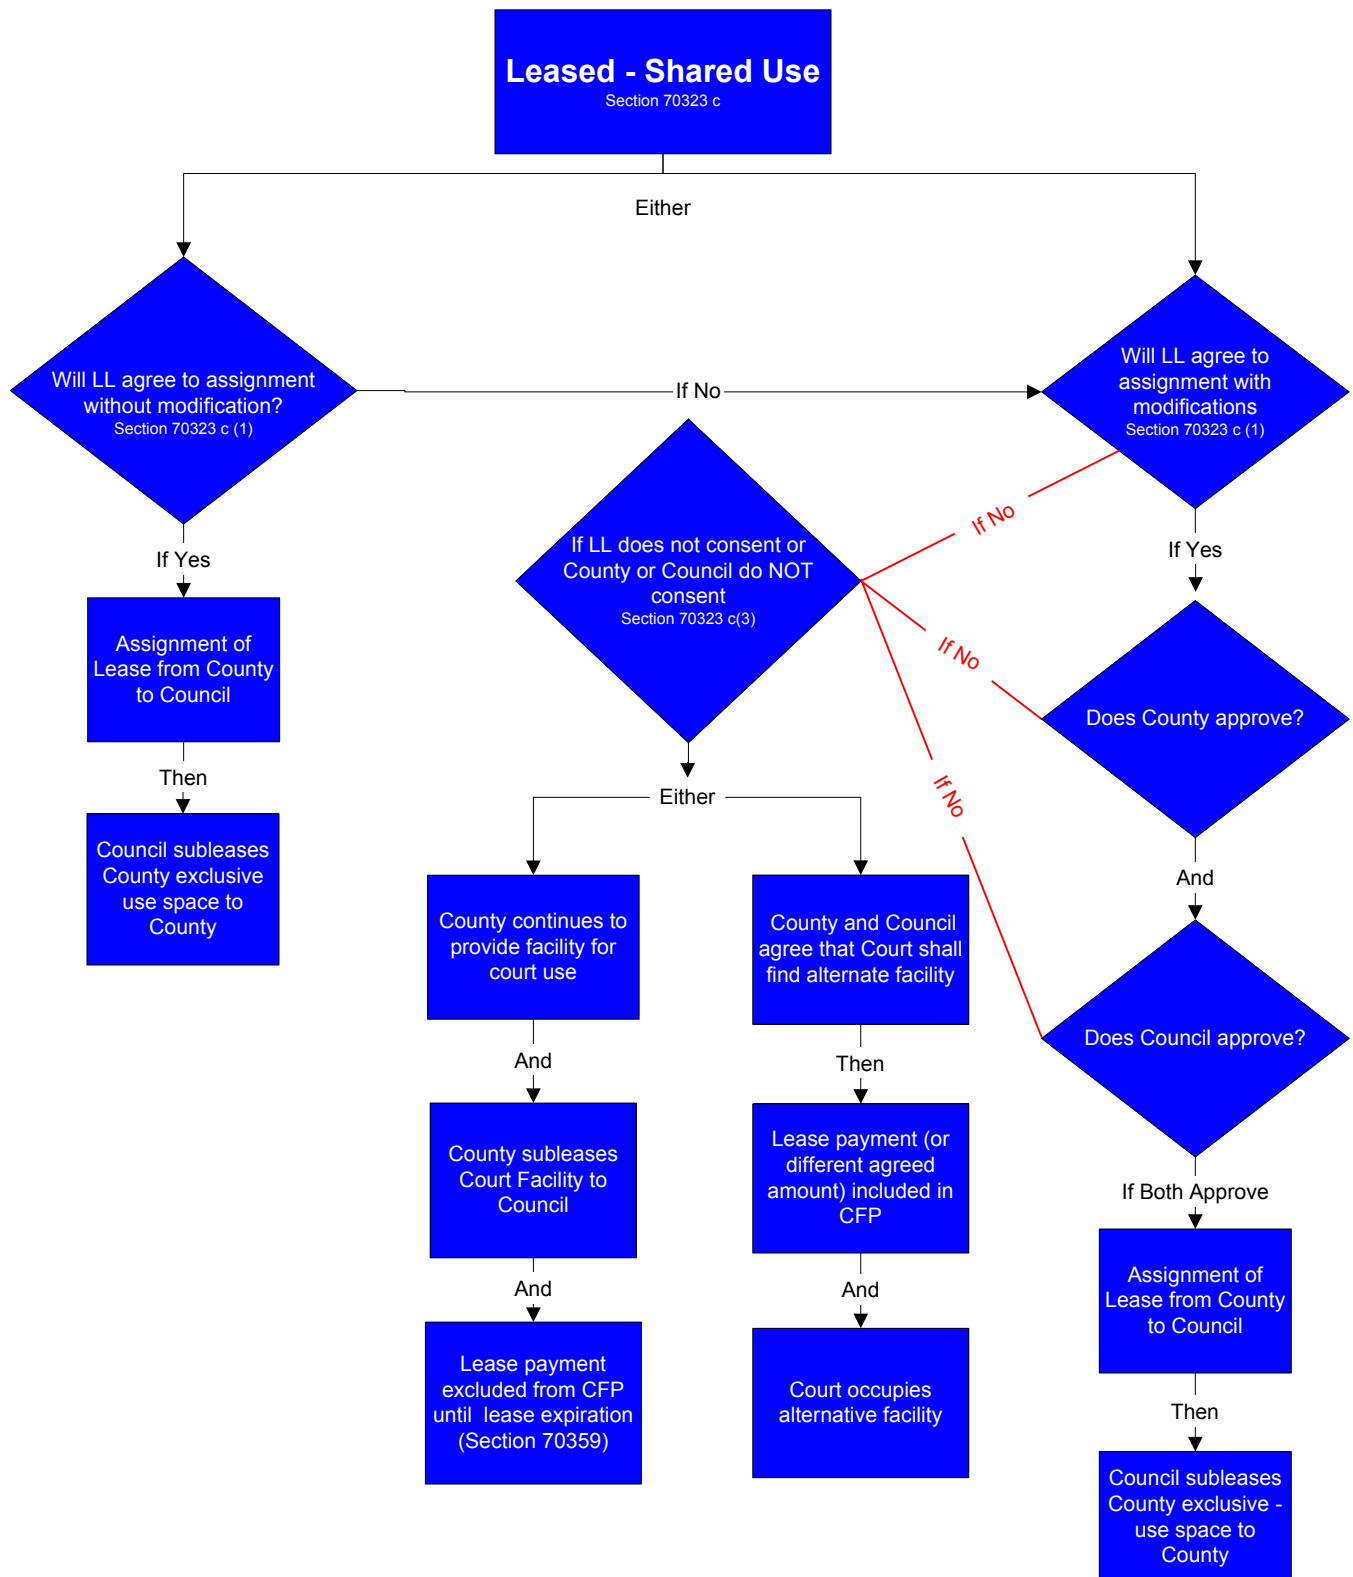 Leased - Shared Use
Section 70323 c
Either
Will LL agree to assignment
without modification?
Section 70323 c (1)
If No
Will LL agree to
assignment with
modifications
Section 70323 c (1)
If Yes
Assignment of
Lease from County
to Council
Then
Council subleases
County exclusive
use space to
County
If LL does not consent or
County or Council do NOT
consent
Section 70323 c(3)
If No
If No
If No
Either
County continues to
provide facility for
court use
And
County subleases
Court Facility to
Council
And
Lease payment
excluded from CFP
until lease expiration
(Section 70359)
County and Council
agree that Court shall
find alternate facility
Then
Lease payment (or
different agreed
amount) included in
CFP
And
Court occupies
alternative facility
If Yes
Does County approve?
And
Does Council approve?
If Both Approve
Assignment of
Lease from County
to Council
Then
Council subleases
County exclusive -
use space to
County